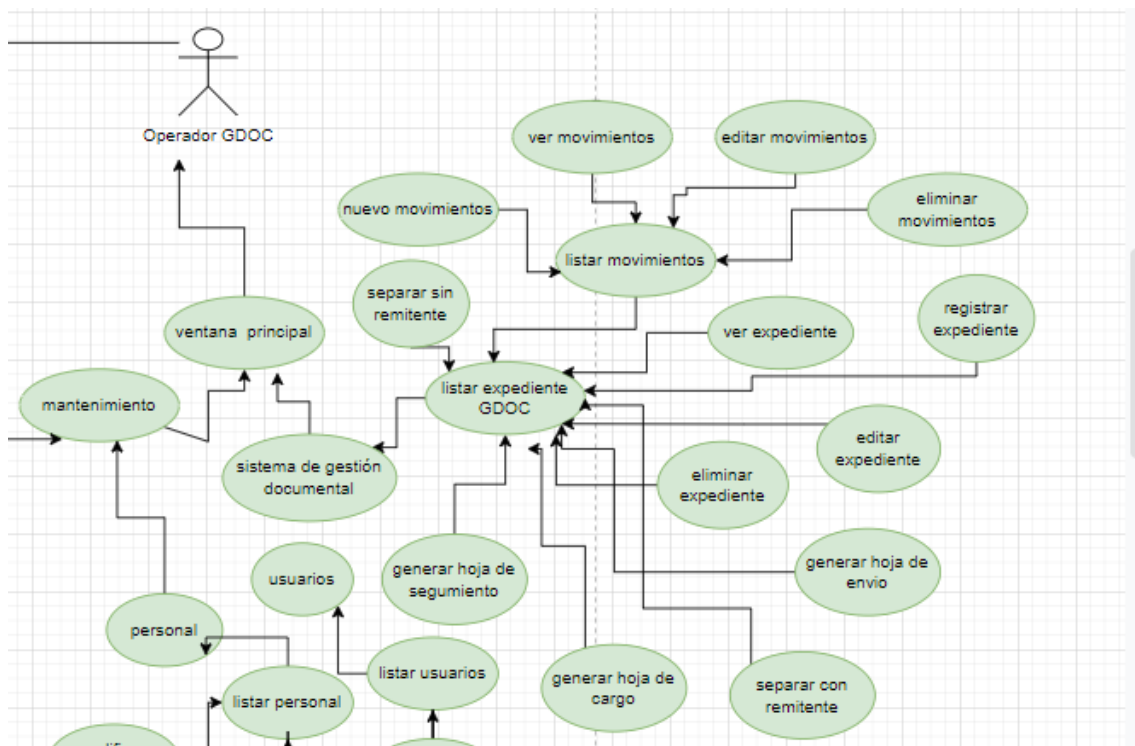 Operador GDOC
ver movimientos
editar movimientos
nuevo movimientos
eliminar
movimientos
listar movimientos
separar sin
remitente
registrar
expediente
ventana  principal
ver expediente
listar expediente
GDOC
mantenimiento
editar
expediente
sistema de gestión
documental
eliminar
expediente
generar hoja de
segumiento
usuarios
generar hoja de
envio
personal
listar usuarios
generar hoja de
cargo
separar con
remitente
listar personal